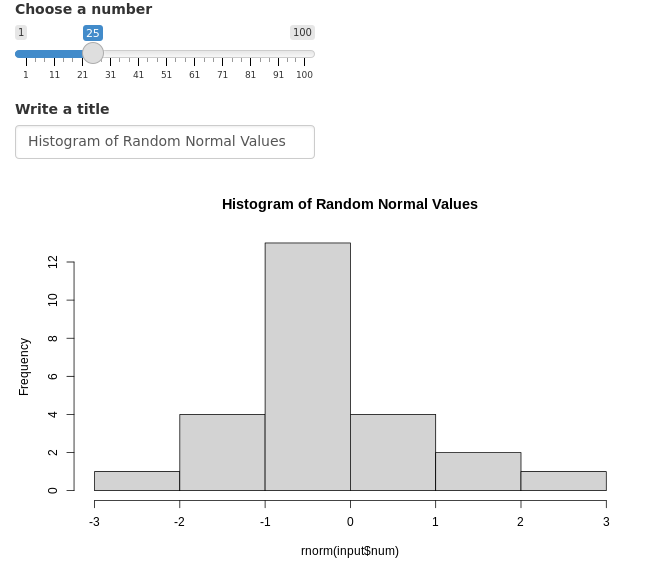 Choose a number
1 25 100
1 11 21 31 41 51 61 71 81 91 100
Write a title
Histogram of Random Normal Values
Histogram of Random Normal Values
Frequency
12
10
8
6
4
2
0
-3 -2 -1 0 1 2 3
rnorm(input$num)